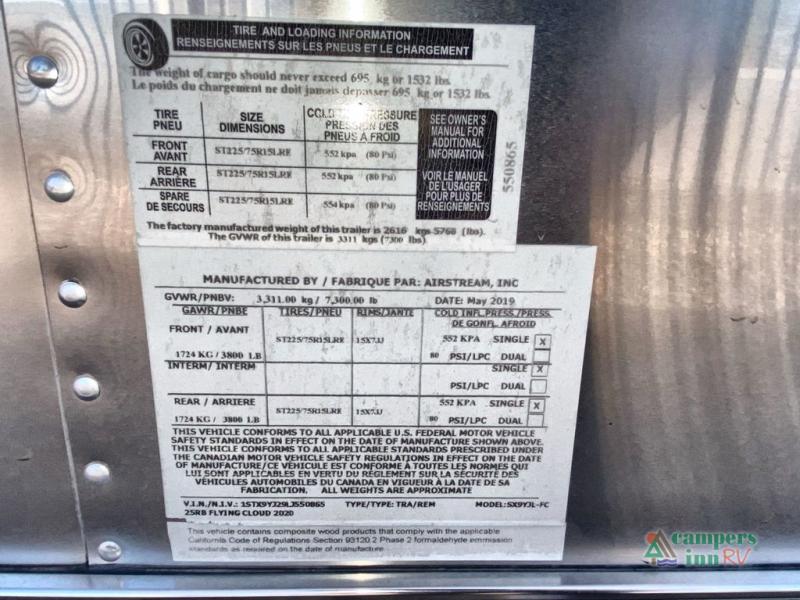 TIRE AND LOADING INFORMATION
RENSEIGNEMENTS SUR LES PNEUS ET LE CHARGEMENT
The weight of cargo should never exceed 695 kg or 1532 lbs.
Le poids du chargement ne doit jamais depasser 695 kg or 1532 lbs.
TIRE SIZE COLD PRESSURE
PNEU DIMENSIONS PRESSION DES
PNEUS A FROID
FRONT
AVANT ST225/75R15LRE 552 kpa (80 Psi)
REAR
ARRIÈRE ST225/75R15LRE 552 kpa (80 Psi)
SPARE
DE SECOURS ST225/75R15LRE 554 kpa (80 Psi)
SEE OWNER'S
MANUAL FOR
ADDITIONAL
INFORMATION
VOIR LE MANUEL
DE L'USAGER
POUR PLUS DE
RENSEIGNEMENTS
550865
The factory manufactured weight of this trailer is 2616 kgs 5768 (lbs).
The GVWR of this trailer is 3311 kgs (7300 lbs)
MANUFACTURED BY / FABRIQUE PAR: AIRSTREAM, INC
GVWR/PNBV: 3,311.00 kg / 7,300.00 lb DATE: May 2019
GAWR/PNBE TIRES/PNEU RIMS/JANTE COLD INFL.PRESS./PRESS.
DE GONFL. AFROID
FRONT / AVANT ST225/75R15LRE 15X7JJ 552 KPA SINGLE X
1724 KG / 3800 LB 80 PSI/LPC DUAL
INTERM/ INTERM SINGLE X
PSI/LPC DUAL
REAR / ARRIERE ST225/75R15LRE 15X7JJ 552 KPA SINGLE X
1724 KG / 3800 LB 80 PSI/LPC DUAL
THIS VEHICLE CONFORMS TO ALL APPLICABLE U.S. FEDERAL MOTOR VEHICLE
SAFETY STANDARDS IN EFFECT ON THE DATE OF MANUFACTURE SHOWN ABOVE.
THIS VEHICLE CONFORMS TO ALL APPLICABLE STANDARDS PRESCRIBED UNDER
THE CANADIAN MOTOR VEHICLE SAFETY REGULATIONS IN EFFECT ON THE DATE
OF MANUFACTURE/CE VÉHICULE EST CONFORME À TOUTES LES NORMES QUI
LUI SONT APPLICABLES EN VERTU DU RÉGLEMENT SUR LA SÉCURITÉ DES
VÉHICULES AUTOMOBILES DU CANADA EN VIGUEUR À LA DATE DE SA
FABRICATION. ALL WEIGHTS ARE APPROXIMATE
V.I.N./N.I.V.: 1STX9YJ29LJ550865 TYPE/TYPE: TRA/REM MODEL:SX9YJL-FC
25RB FLYING CLOUD 2020
This vehicle contains composite wood products that comply with the applicable
California Code of Regulations Section 93120.2 Phase 2 formaldehyde emmission
standards as required on the date of manufacture.
campers
inn RV